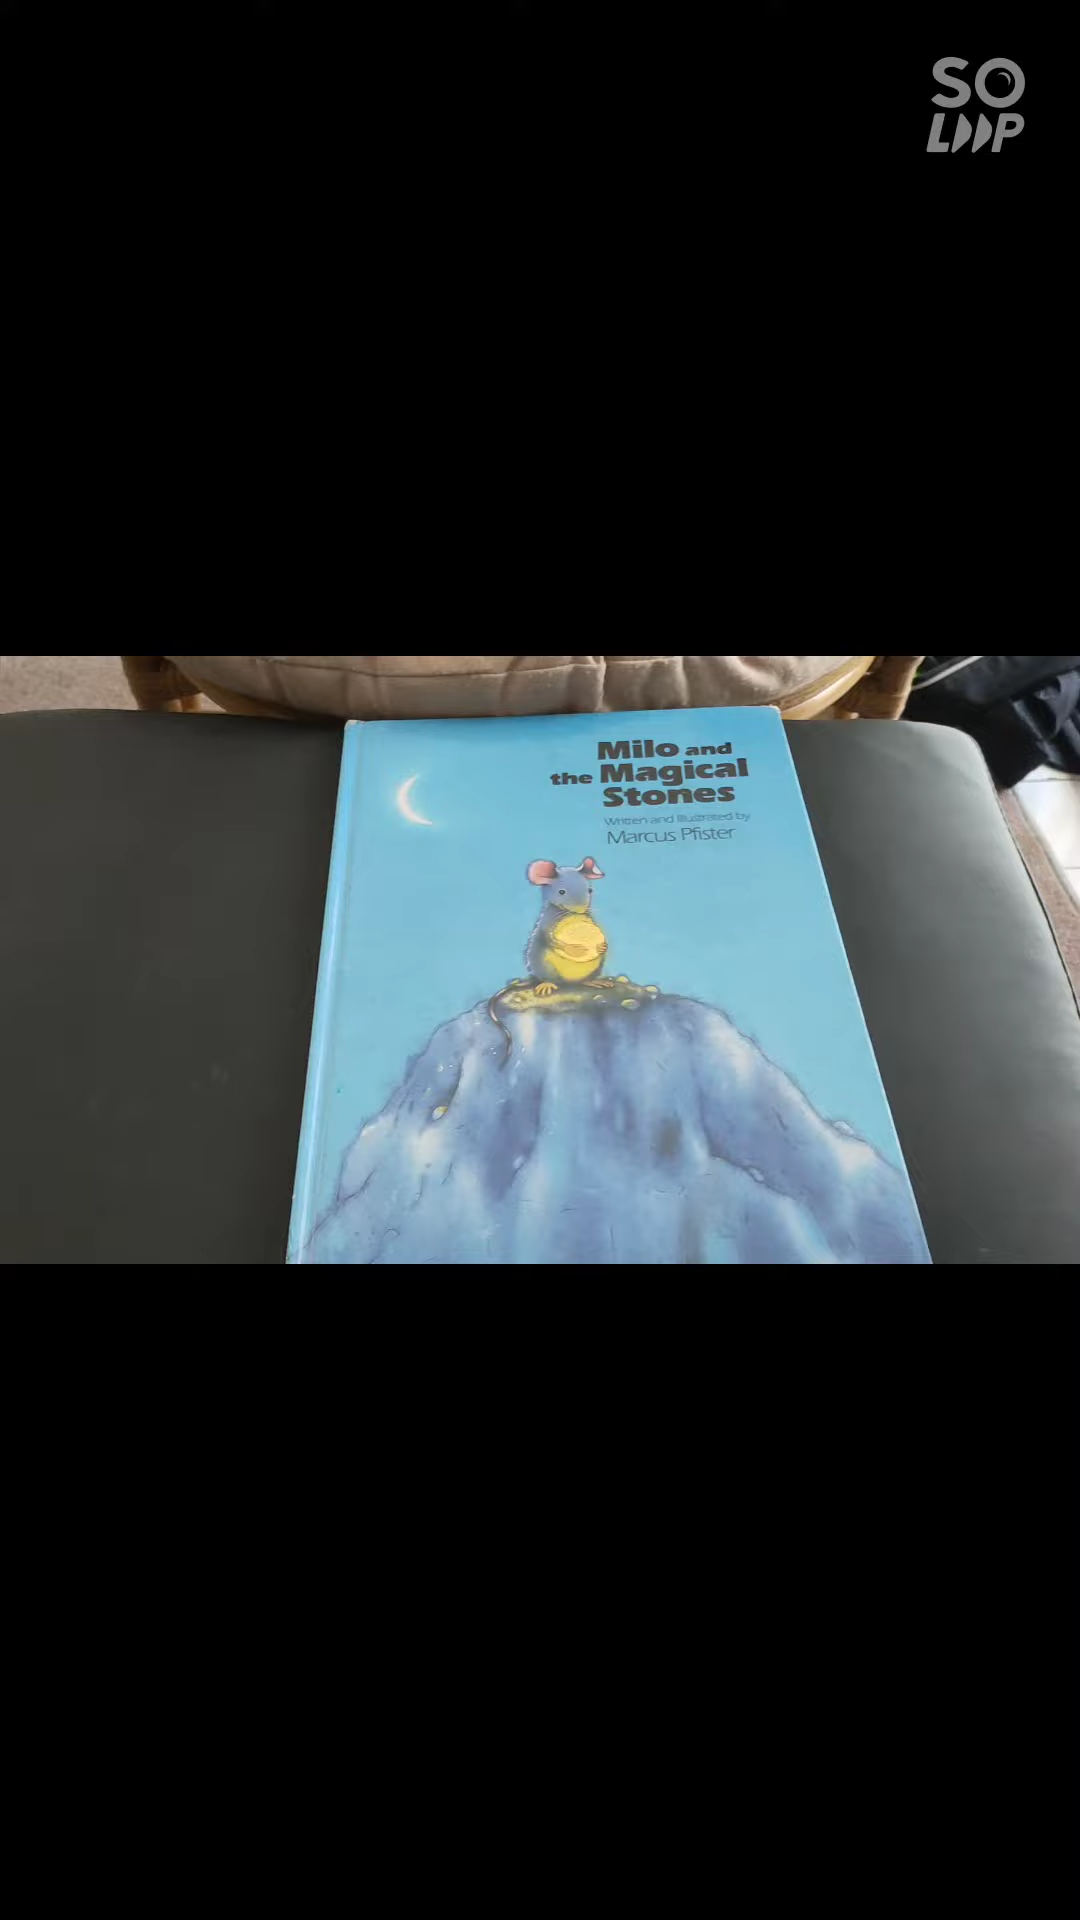 SO
LOOP
Milo and
the Magical
Stones
Written and Illustrated by
Marcus Pfister